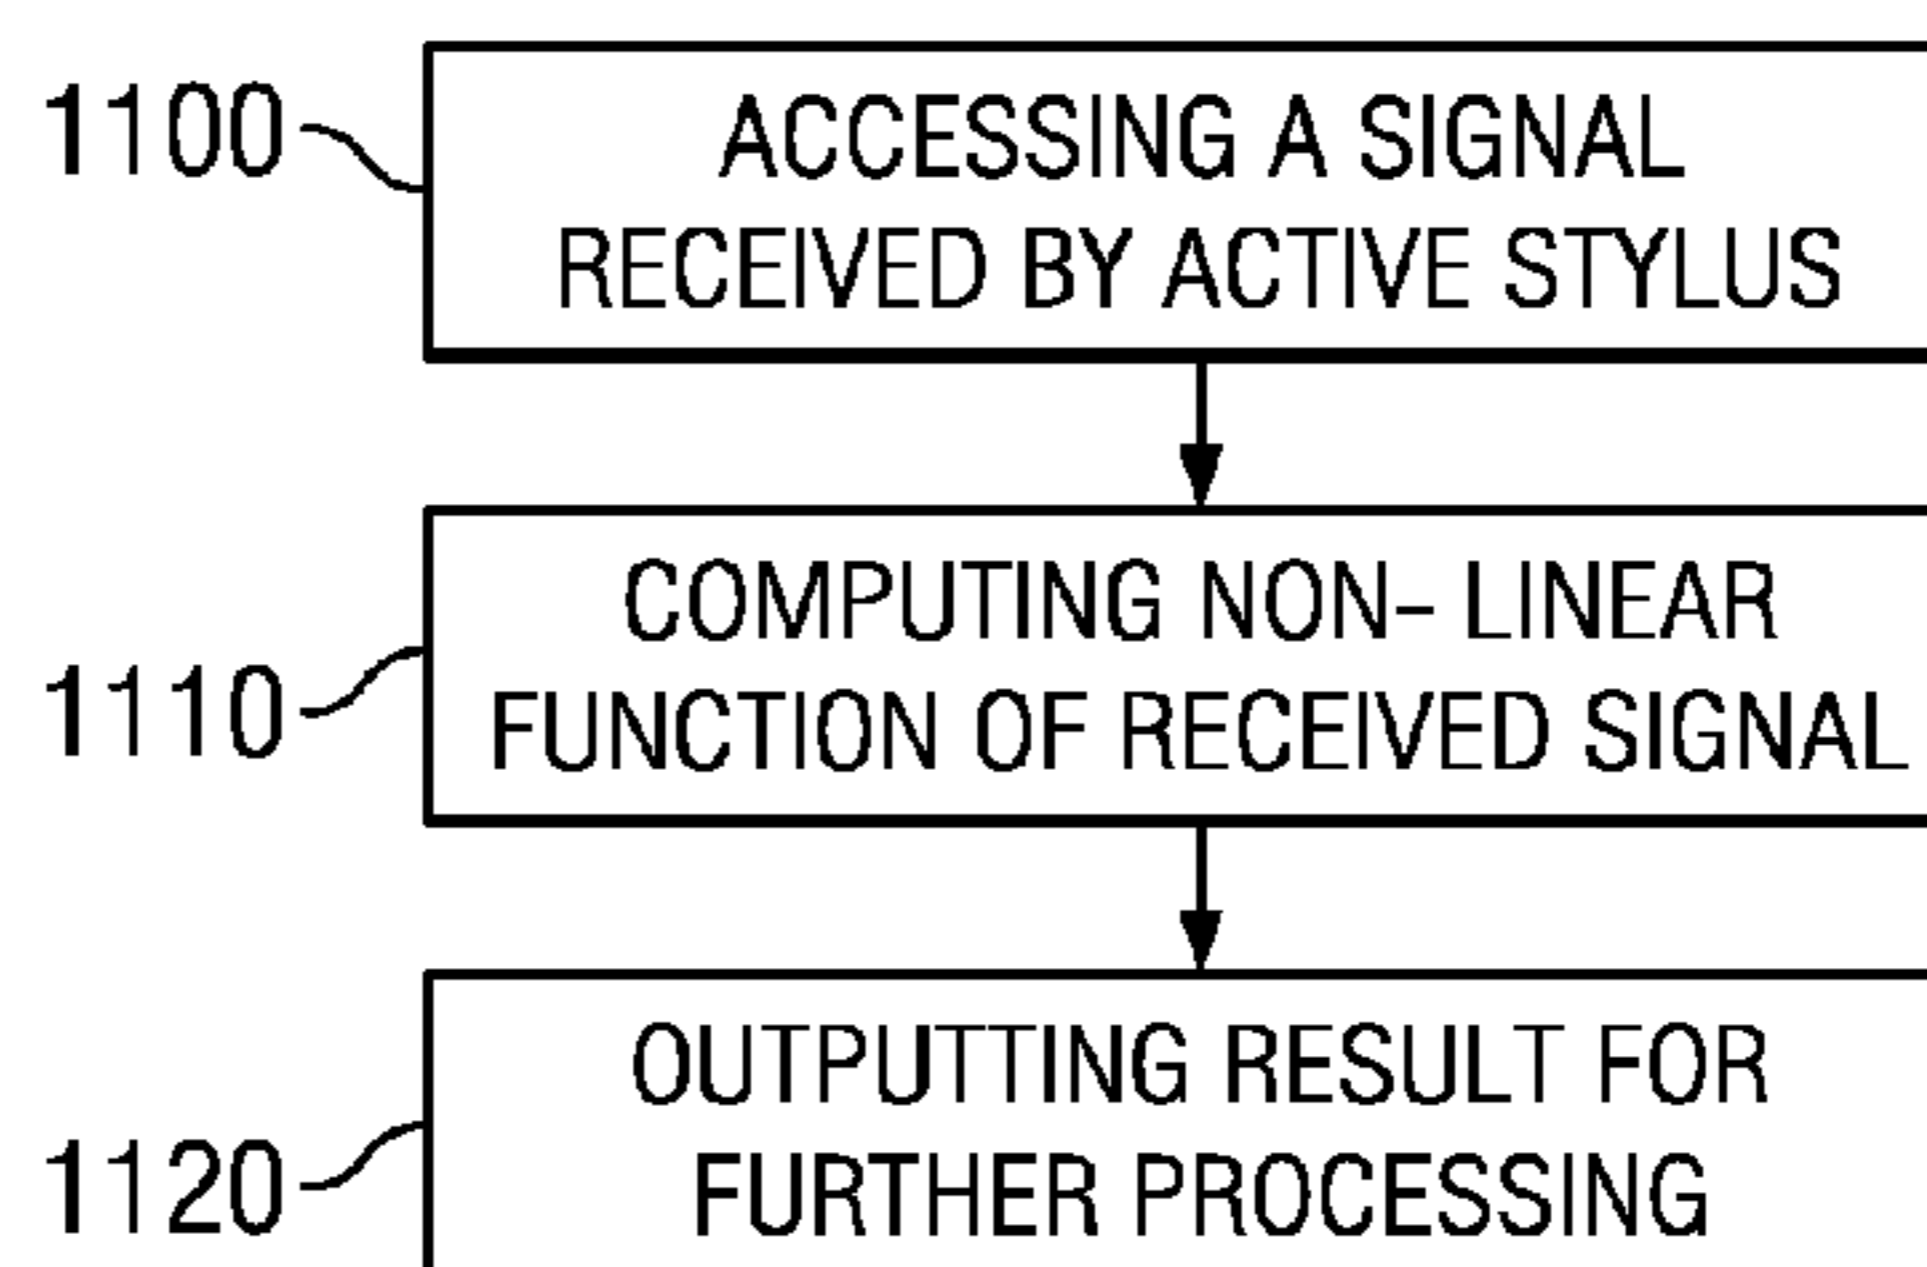 1100
ACCESSING A SIGNAL
RECEIVED BY ACTIVE STYLUS
1110
COMPUTING NON– LINEAR
FUNCTION OF RECEIVED SIGNAL
1120
OUTPUTTING RESULT FOR
FURTHER PROCESSING